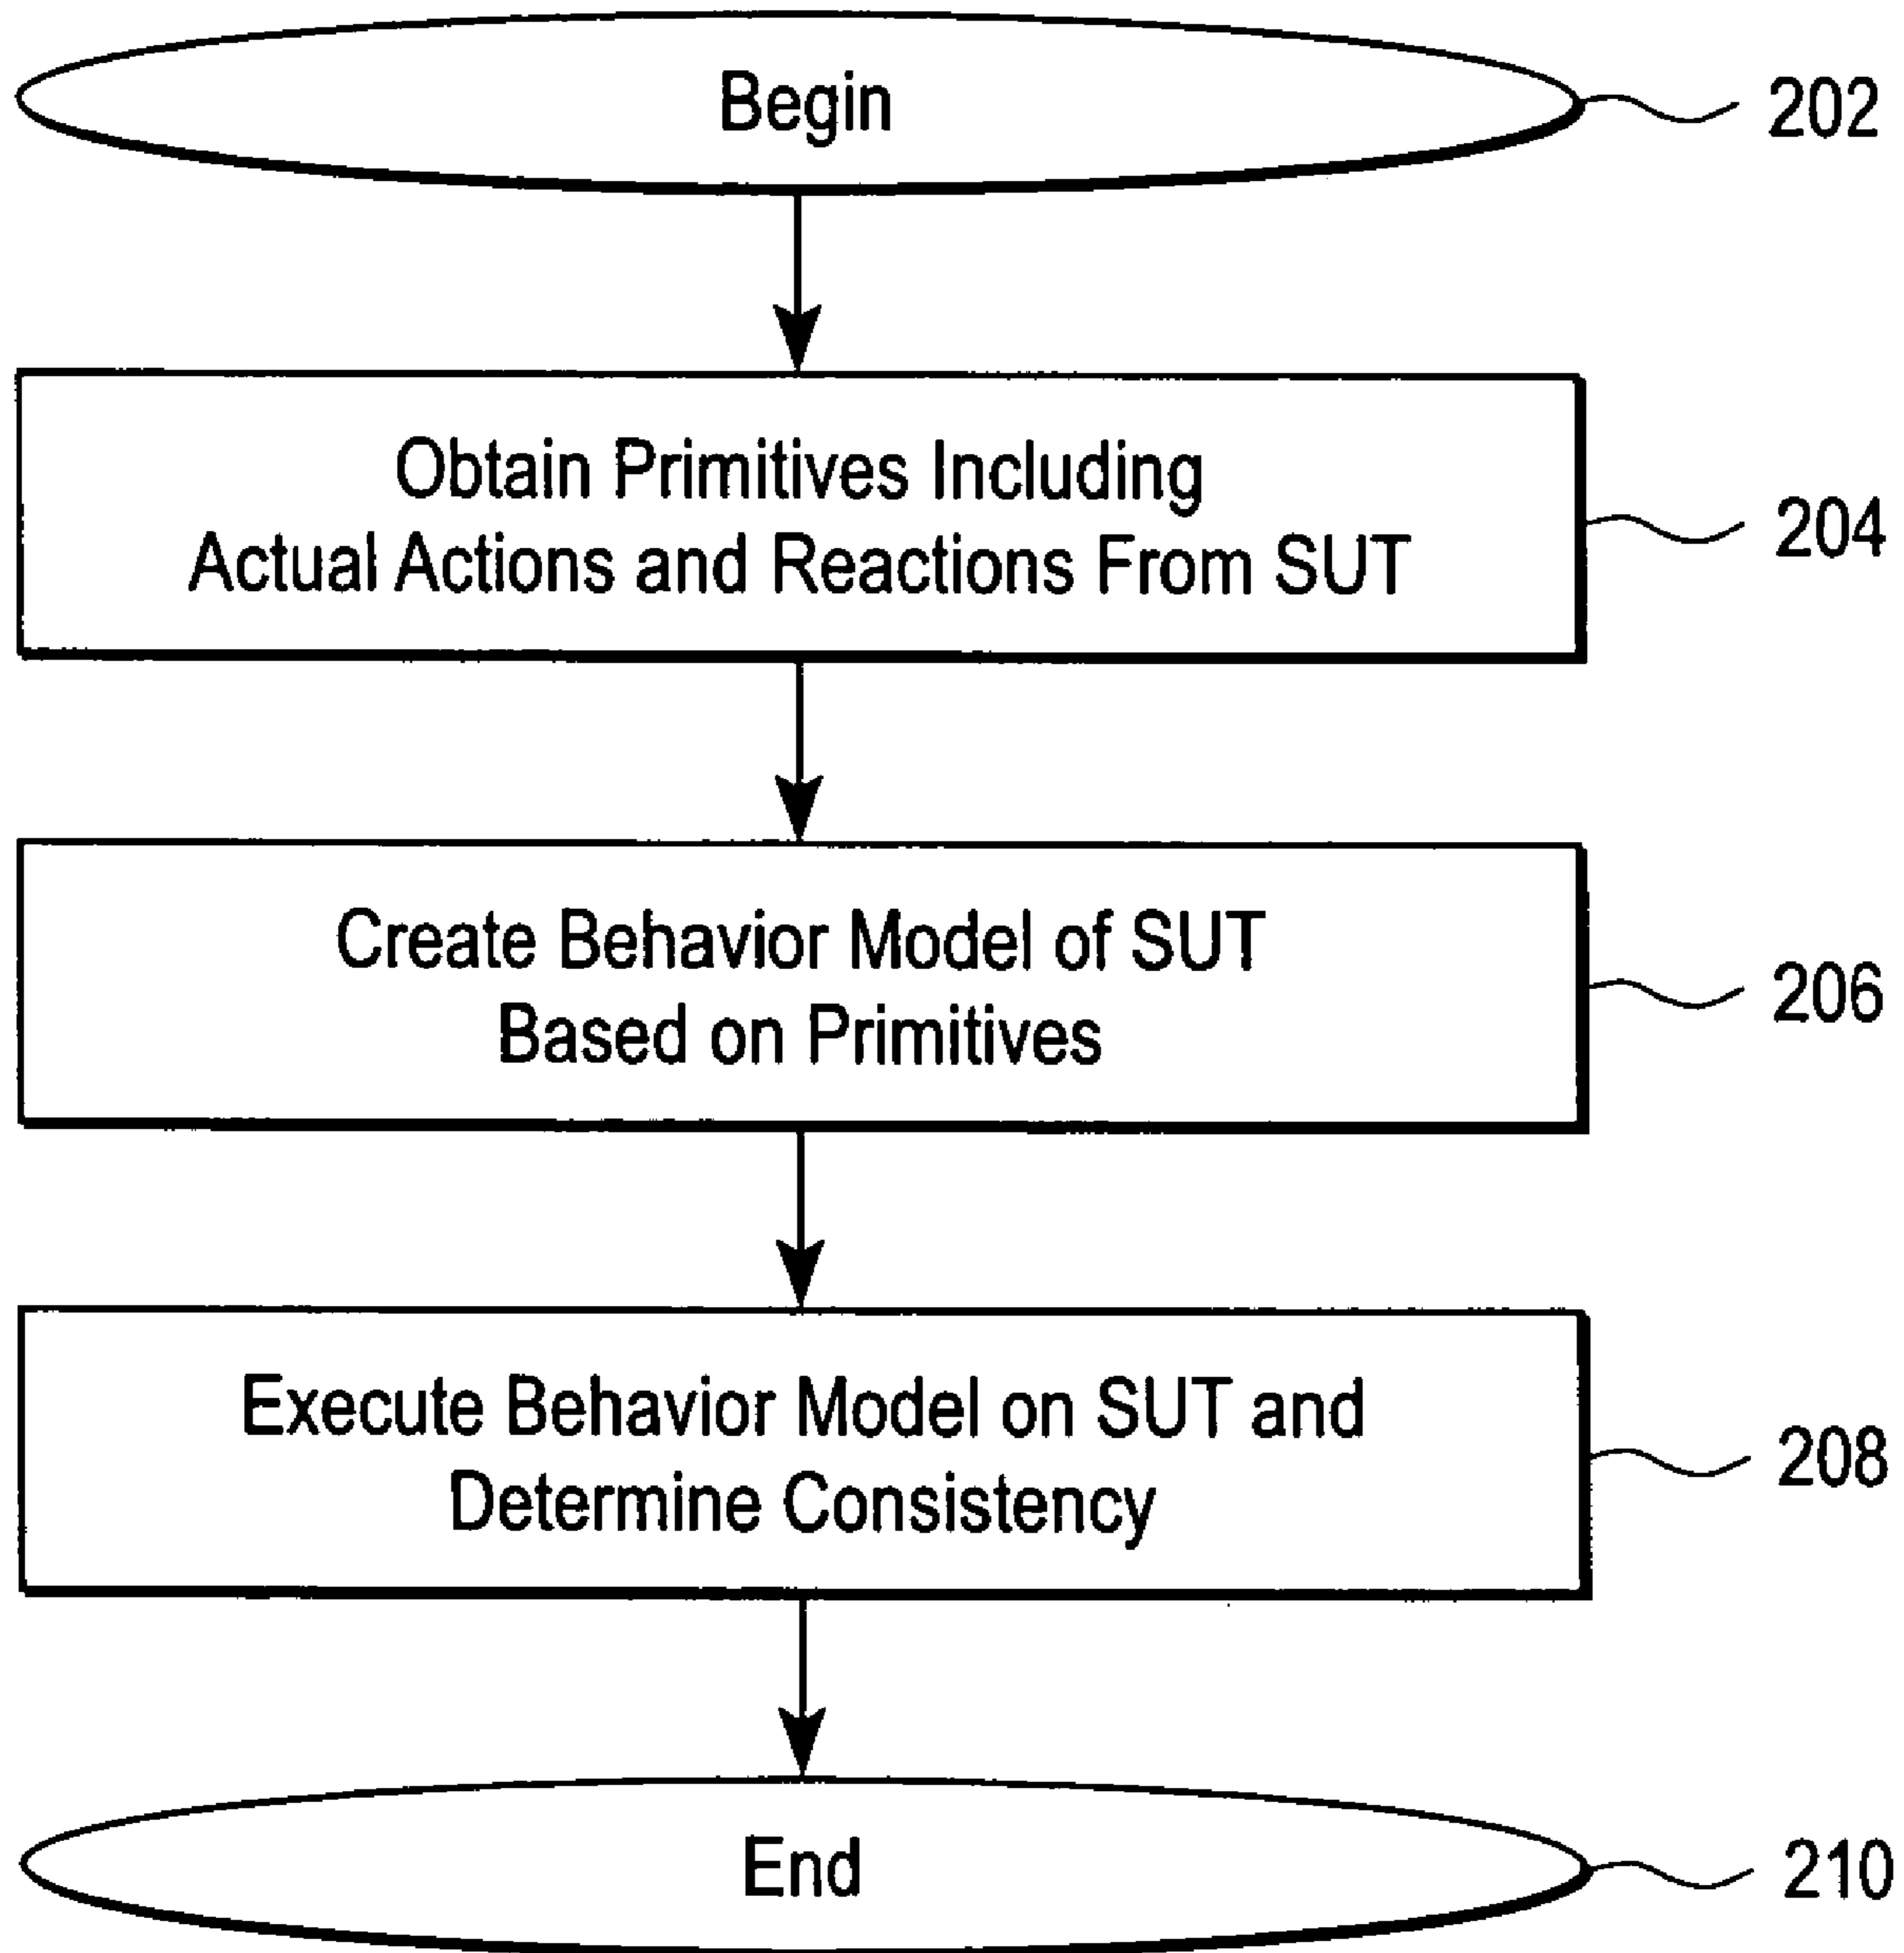 Begin
202
Obtain Primitives Including
Actual Actions and Reactions From SUT
204
Create Behavior Model of SUT
Based on Primitives
206
Execute Behavior Model on SUT and
Determine Consistency
208
End
210